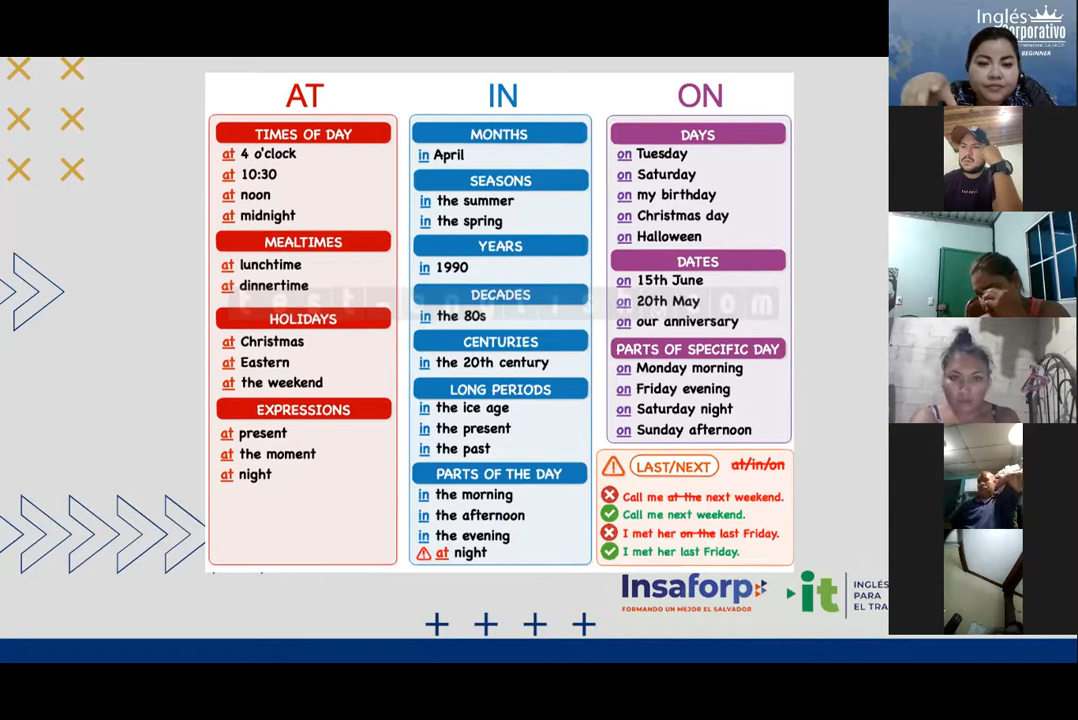 AT
TIMES OF DAY
at 4 o'clock
at 10:30
at noon
at midnight
MEALTIMES
at lunchtime
at dinnertime
HOLIDAYS
at Christmas
at Eastern
at the weekend
EXPRESSIONS
at present
at the moment
at night
IN
MONTHS
in April
SEASONS
in the summer
in the spring
YEARS
in 1990
DECADES
in the 80s
CENTURIES
in the 20th century
LONG PERIODS
in the ice age
in the present
in the past
PARTS OF THE DAY
in the morning
in the afternoon
in the evening
at night
ON
DAYS
on Tuesday
on Saturday
on my birthday
on Christmas day
on Halloween
DATES
on 15th June
on 20th May
on our anniversary
PARTS OF SPECIFIC DAY
on Monday morning
on Friday evening
on Saturday night
on Sunday afternoon
LAST/NEXT at/in/on
Call me at the next weekend.
Call me next weekend.
I met her on the last Friday.
I met her last Friday.
test-english.com
Insaforp
FORMANDO UN MEJOR EL SALVADOR
it
INGLÉS
PARA
EL TRA
Inglés
Corporativo
BEGINNER